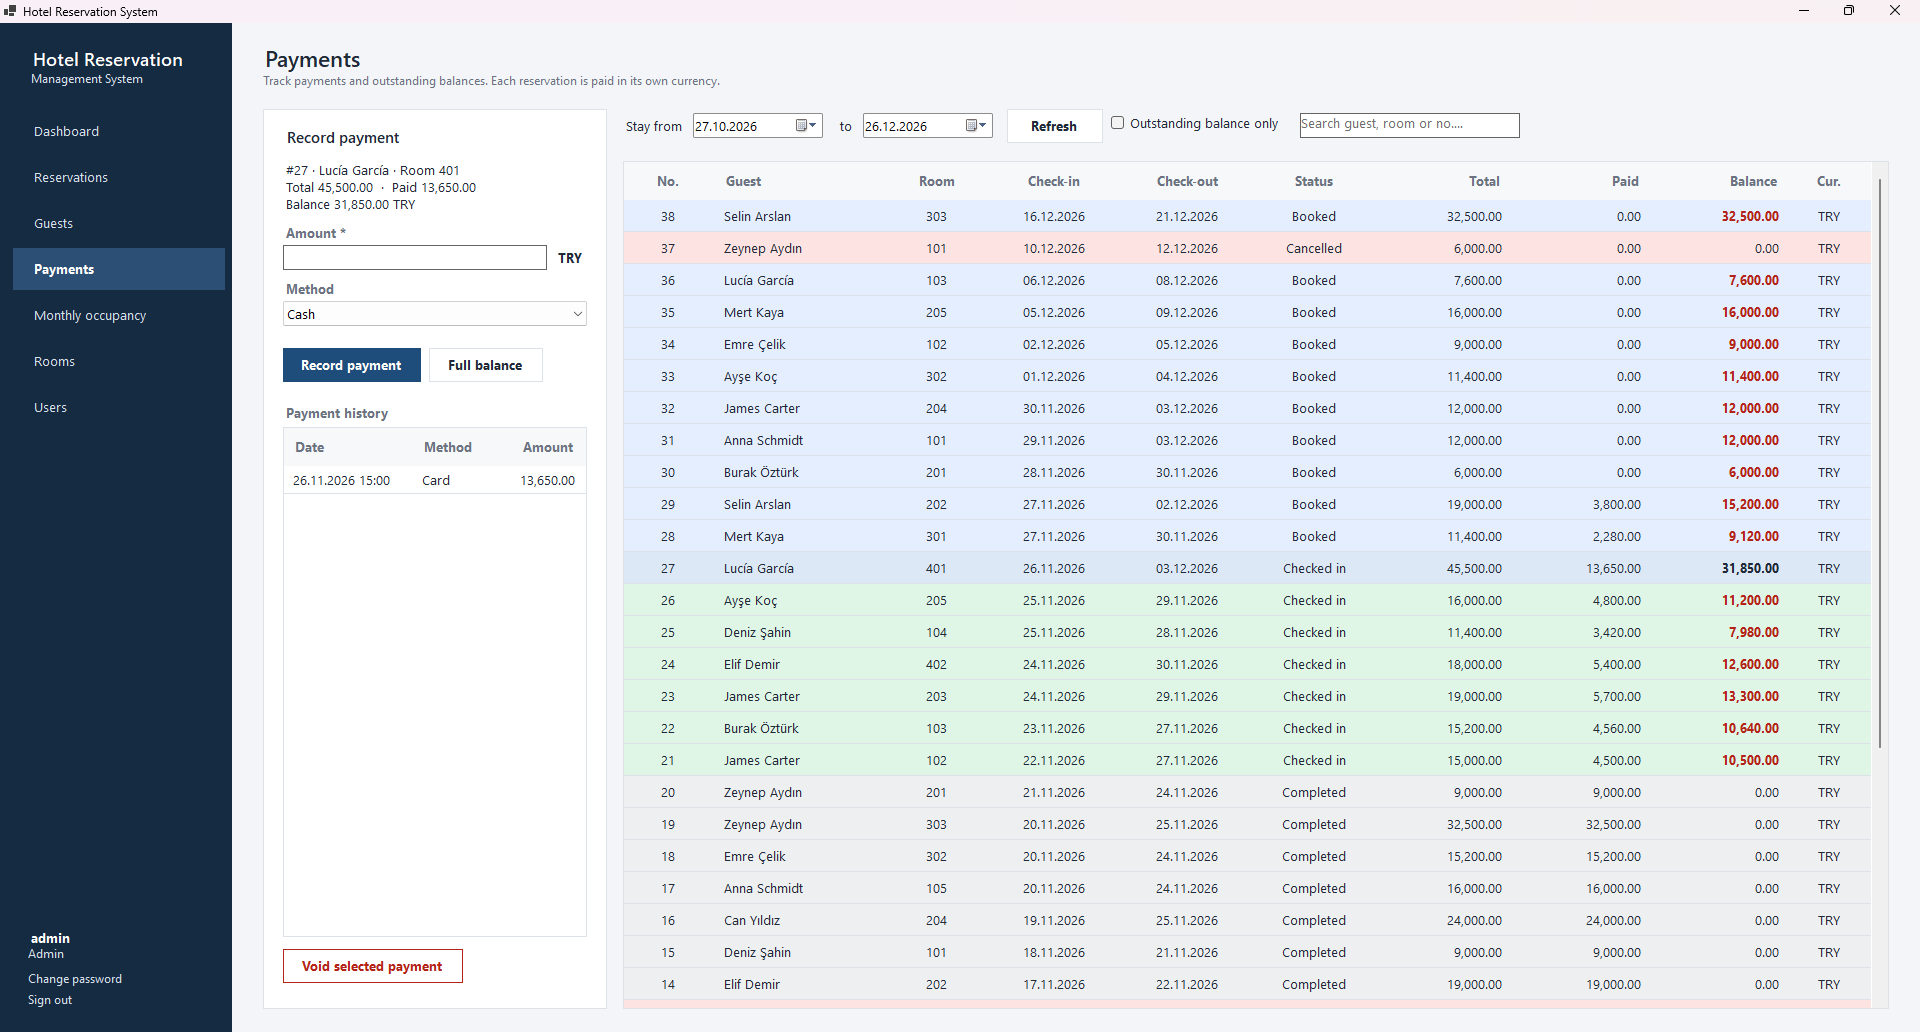 Hotel Reservation System
Hotel Reservation
Management System
Dashboard
Reservations
Guests
Payments
Monthly occupancy
Rooms
Users
admin
Admin
Change password
Sign out
Payments
Track payments and outstanding balances. Each reservation is paid in its own currency.
Record payment
#27 · Lucía García · Room 401
Total 45,500.00 · Paid 13,650.00
Balance 31,850.00 TRY
Amount *
TRY
Method
Cash
Record payment Full balance
Payment history
Date Method Amount
26.11.2026 15:00 Card 13,650.00
Void selected payment
Stay from 27.10.2026 to 26.12.2026 Refresh Outstanding balance only Search guest, room or no....
No. Guest Room Check-in Check-out Status Total Paid Balance Cur.
38 Selin Arslan 303 16.12.2026 21.12.2026 Booked 32,500.00 0.00 32,500.00 TRY
37 Zeynep Aydın 101 10.12.2026 12.12.2026 Cancelled 6,000.00 0.00 0.00 TRY
36 Lucía García 103 06.12.2026 08.12.2026 Booked 7,600.00 0.00 7,600.00 TRY
35 Mert Kaya 205 05.12.2026 09.12.2026 Booked 16,000.00 0.00 16,000.00 TRY
34 Emre Çelik 102 02.12.2026 05.12.2026 Booked 9,000.00 0.00 9,000.00 TRY
33 Ayşe Koç 302 01.12.2026 04.12.2026 Booked 11,400.00 0.00 11,400.00 TRY
32 James Carter 204 30.11.2026 03.12.2026 Booked 12,000.00 0.00 12,000.00 TRY
31 Anna Schmidt 101 29.11.2026 03.12.2026 Booked 12,000.00 0.00 12,000.00 TRY
30 Burak Öztürk 201 28.11.2026 30.11.2026 Booked 6,000.00 0.00 6,000.00 TRY
29 Selin Arslan 202 27.11.2026 02.12.2026 Booked 19,000.00 3,800.00 15,200.00 TRY
28 Mert Kaya 301 27.11.2026 30.11.2026 Booked 11,400.00 2,280.00 9,120.00 TRY
27 Lucía García 401 26.11.2026 03.12.2026 Checked in 45,500.00 13,650.00 31,850.00 TRY
26 Ayşe Koç 205 25.11.2026 29.11.2026 Checked in 16,000.00 4,800.00 11,200.00 TRY
25 Deniz Şahin 104 25.11.2026 28.11.2026 Checked in 11,400.00 3,420.00 7,980.00 TRY
24 Elif Demir 402 24.11.2026 30.11.2026 Checked in 18,000.00 5,400.00 12,600.00 TRY
23 James Carter 203 24.11.2026 29.11.2026 Checked in 19,000.00 5,700.00 13,300.00 TRY
22 Burak Öztürk 103 23.11.2026 27.11.2026 Checked in 15,200.00 4,560.00 10,640.00 TRY
21 James Carter 102 22.11.2026 27.11.2026 Checked in 15,000.00 4,500.00 10,500.00 TRY
20 Zeynep Aydın 201 21.11.2026 24.11.2026 Completed 9,000.00 9,000.00 0.00 TRY
19 Zeynep Aydın 303 20.11.2026 25.11.2026 Completed 32,500.00 32,500.00 0.00 TRY
18 Emre Çelik 302 20.11.2026 24.11.2026 Completed 15,200.00 15,200.00 0.00 TRY
17 Anna Schmidt 105 20.11.2026 24.11.2026 Completed 16,000.00 16,000.00 0.00 TRY
16 Can Yıldız 204 19.11.2026 25.11.2026 Completed 24,000.00 24,000.00 0.00 TRY
15 Deniz Şahin 101 18.11.2026 21.11.2026 Completed 9,000.00 9,000.00 0.00 TRY
14 Elif Demir 202 17.11.2026 22.11.2026 Completed 19,000.00 19,000.00 0.00 TRY